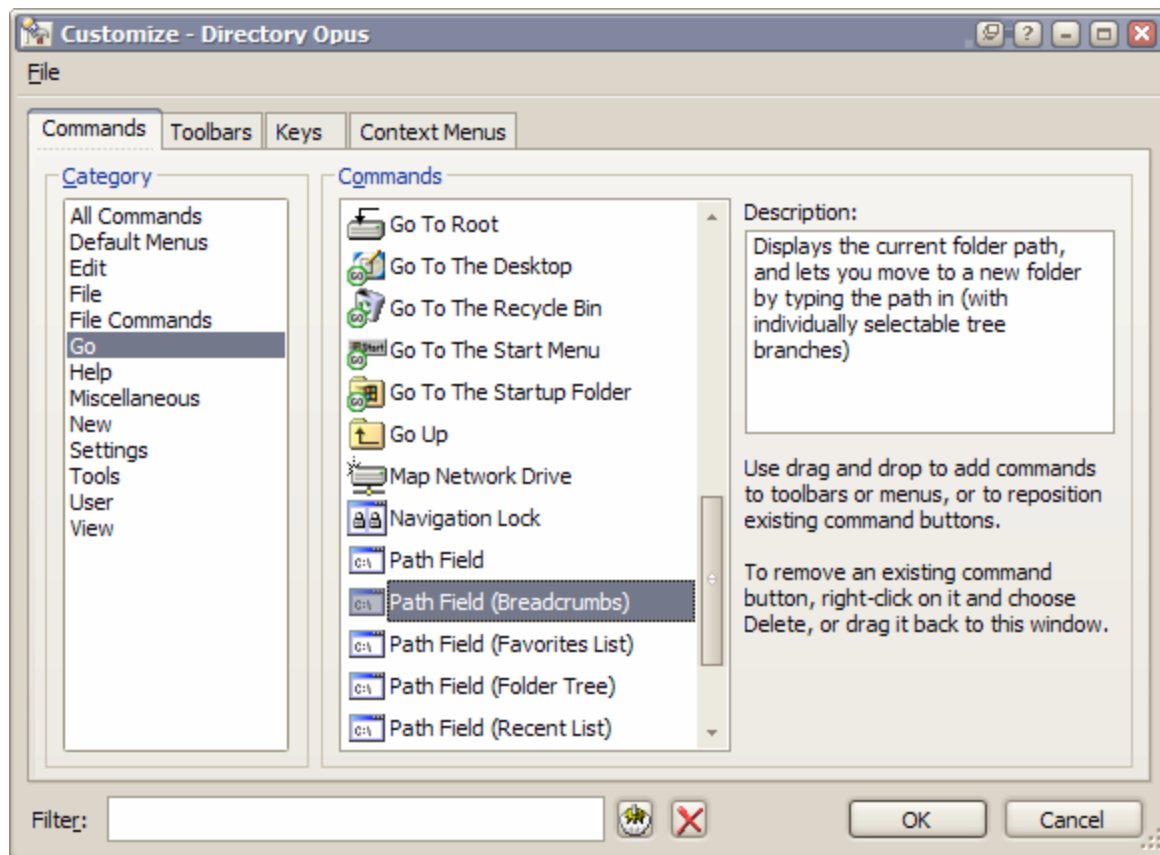 Customize - Directory Opus
File
Commands
Toolbars
Keys
Context Menus
Category
All Commands
Default Menus
Edit
File
File Commands
Go
Help
Miscellaneous
New
Settings
Tools
User
View
Commands
Go To Root
Go To The Desktop
Go To The Recycle Bin
Go To The Start Menu
Go To The Startup Folder
Go Up
Map Network Drive
Navigation Lock
Path Field
Path Field (Breadcrumbs)
Path Field (Favorites List)
Path Field (Folder Tree)
Path Field (Recent List)
Description:
Displays the current folder path,
and lets you move to a new folder
by typing the path in (with
individually selectable tree
branches)
Use drag and drop to add commands
to toolbars or menus, or to reposition
existing command buttons.
To remove an existing command
button, right-click on it and choose
Delete, or drag it back to this window.
Filter:
OK
Cancel